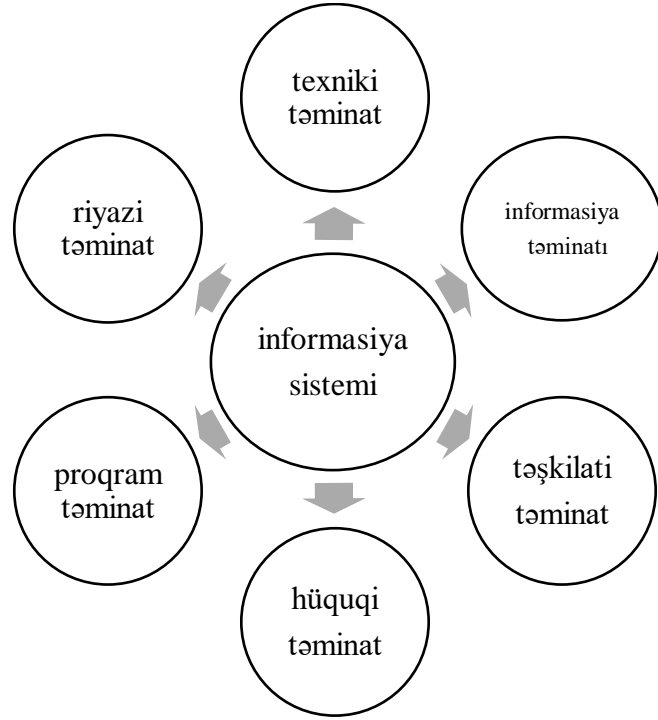 texniki
təminat
riyazi
təminat
informasiya
təminatı
informasiya
sistemi
proqram
təminat
təşkilati
təminat
hüquqi
təminat